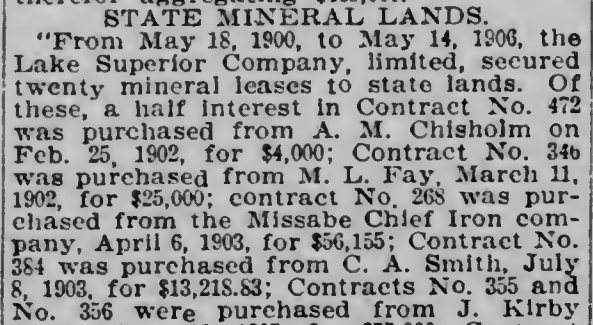 STATE MINERAL LANDS.
"From May 18, 1900, to May 14, 1906, the
Lake Superior Company, limited, secured
twenty mineral leases to state lands. Of
these, a half interest in Contract No. 472
was purchased from A. M. Chisholm on
Feb. 25, 1902, for $4,000; Contract No. 346
was purchased from M. L. Fay, March 11,
1902, for $25,000; contract No. 268 was pur-
chased from the Missabe Chief Iron com-
pany, April 6, 1903, for $56,155; Contract No.
384 was purchased from C. A. Smith, July
8, 1903, for $13,218.83; Contracts No. 355 and
No. 356 were purchased from J. Kirby